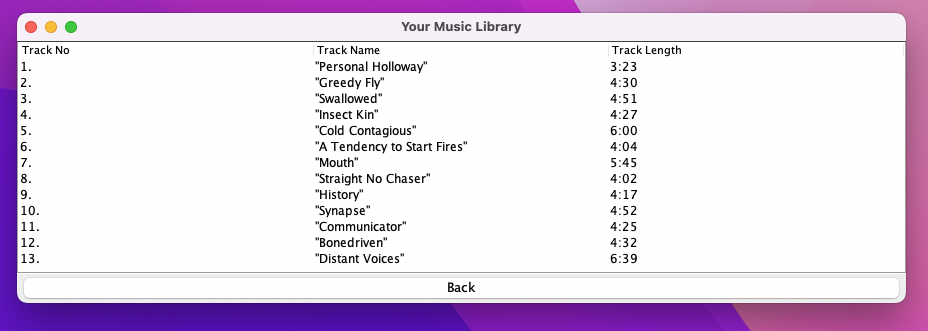 Your Music Library
Track No Track Name Track Length
1. "Personal Holloway" 3:23
2. "Greedy Fly" 4:30
3. "Swallowed" 4:51
4. "Insect Kin" 4:27
5. "Cold Contagious" 6:00
6. "A Tendency to Start Fires" 4:04
7. "Mouth" 5:45
8. "Straight No Chaser" 4:02
9. "History" 4:17
10. "Synapse" 4:52
11. "Communicator" 4:25
12. "Bonedriven" 4:32
13. "Distant Voices" 6:39
Back